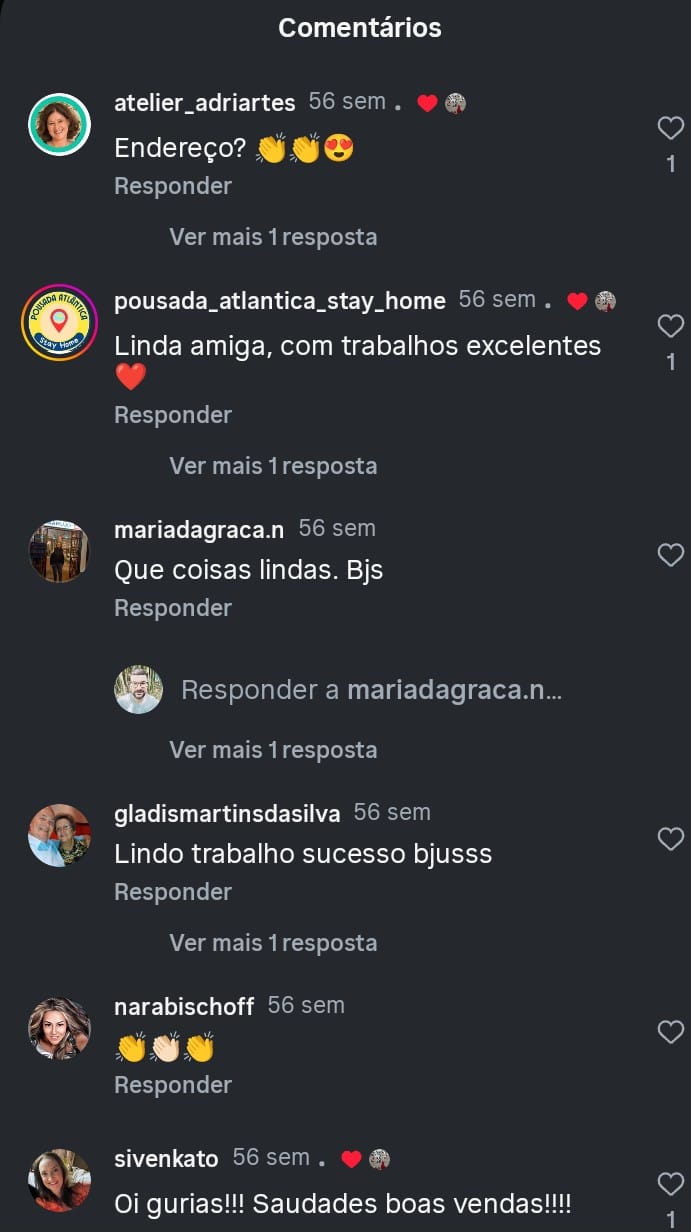 Comentários
atelier_adriartes 56 sem . ❤️
Endereço? 👏👏😍
1
Responder
Ver mais 1 resposta
POUSADA ATLÂNTICA
Stay Home
pousada_atlantica_stay_home 56 sem . ❤️
Linda amiga, com trabalhos excelentes
❤️
1
Responder
Ver mais 1 resposta
mariadagraca.n 56 sem
Que coisas lindas. Bjs
Responder
Responder a mariadagraca.n...
Ver mais 1 resposta
gladismartinsdasilva 56 sem
Lindo trabalho sucesso bjusss
Responder
Ver mais 1 resposta
narabischoff 56 sem
👏👏🏻👏
Responder
sivenkato 56 sem . ❤️
Oi gurias!!! Saudades boas vendas!!!!
1